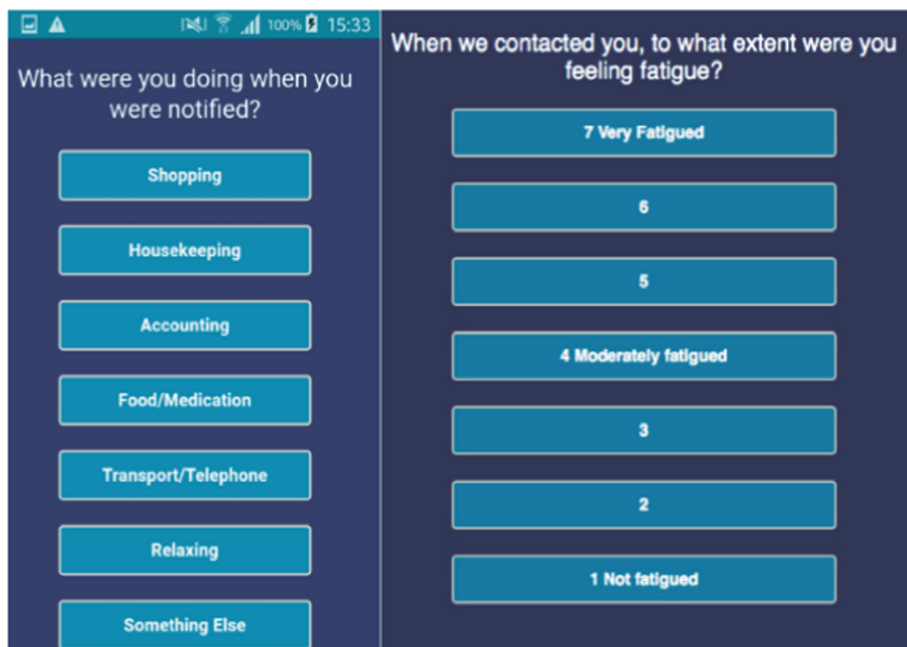 100% 15:33
What were you doing when you
were notified?
Shopping
Housekeeping
Accounting
Food/Medication
Transport/Telephone
Relaxing
Something Else
When we contacted you, to what extent were you
feeling fatigue?
7 Very Fatigued
6
5
4 Moderately fatigued
3
2
1 Not fatigued